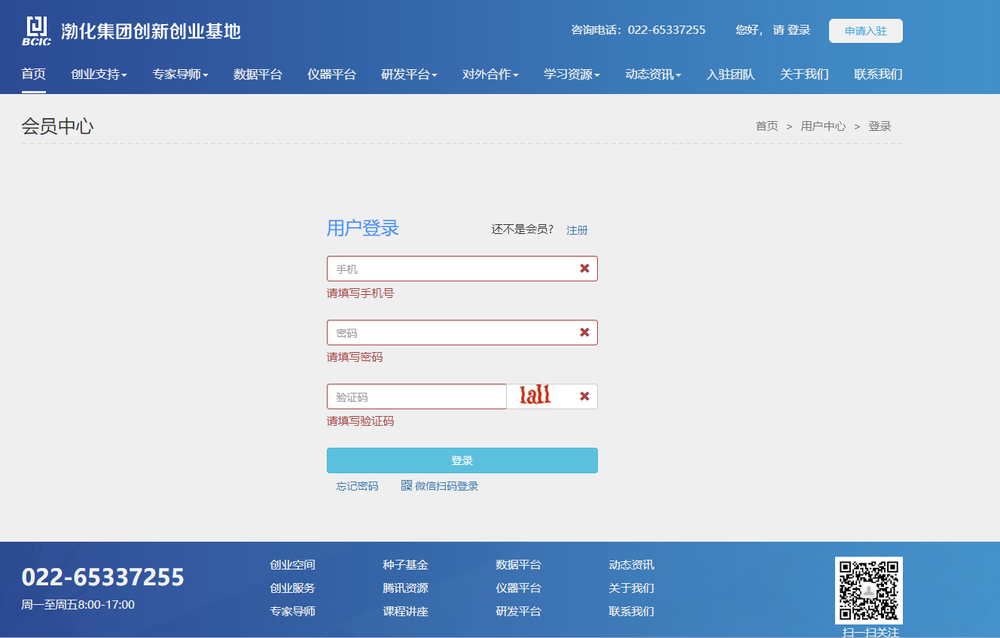 BCIC 渤化集团创新创业基地
咨询电话：022-65337255 您好， 请 登录 申请入驻
首页 创业支持 专家导师 数据平台 仪器平台 研发平台 对外合作 学习资源 动态资讯 入驻团队 关于我们 联系我们
会员中心
首页 > 用户中心 > 登录
用户登录 还不是会员? 注册
手机
请填写手机号
密码
请填写密码
验证码 lall
请填写验证码
登录
忘记密码 微信扫码登录
022-65337255
周一至周五8:00-17:00
创业空间 种子基金 数据平台 动态资讯
创业服务 腾讯资源 仪器平台 关于我们
专家导师 课程讲座 研发平台 联系我们
扫一扫关注